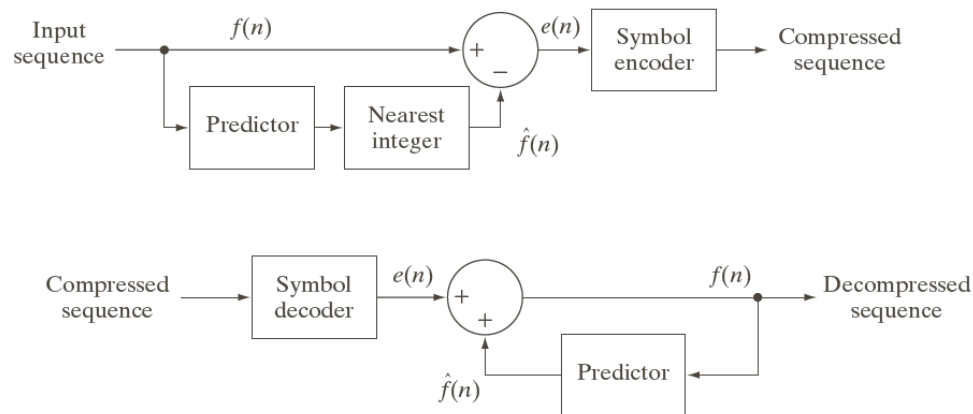 Input
sequence
f(n)
+
−
e(n)
Symbol
encoder
Compressed
sequence
Predictor
Nearest
integer
f̂(n)
Compressed
sequence
Symbol
decoder
e(n)
+
+
f(n)
Decompressed
sequence
f̂(n)
Predictor